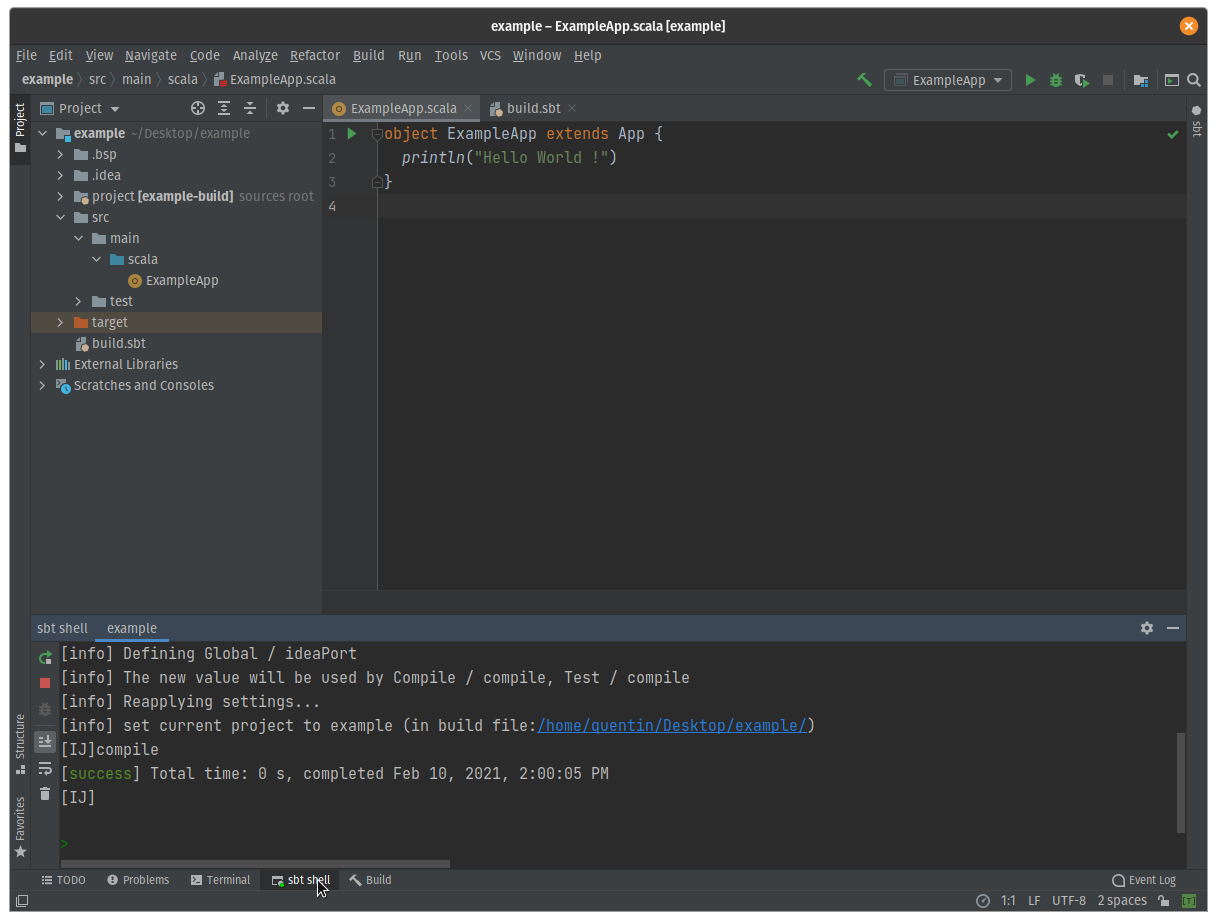 example – ExampleApp.scala [example]
File Edit View Navigate Code Analyze Refactor Build Run Tools VCS Window Help
example src main scala ExampleApp.scala ExampleApp
Project
Project
ExampleApp.scala build.sbt
sbt
example ~/Desktop/example
.bsp
.idea
project [example-build] sources root
src
main
scala
ExampleApp
test
target
build.sbt
External Libraries
Scratches and Consoles
1 object ExampleApp extends App {
2 println("Hello World !")
3 }
4
sbt shell example
[info] Defining Global / ideaPort
[info] The new value will be used by Compile / compile, Test / compile
[info] Reapplying settings...
[info] set current project to example (in build file:/home/quentin/Desktop/example/)
[IJ]compile
[success] Total time: 0 s, completed Feb 10, 2021, 2:00:05 PM
[IJ]
>
Structure
Favorites
TODO Problems Terminal sbt shell Build Event Log
1:1 LF UTF-8 2 spaces [T]